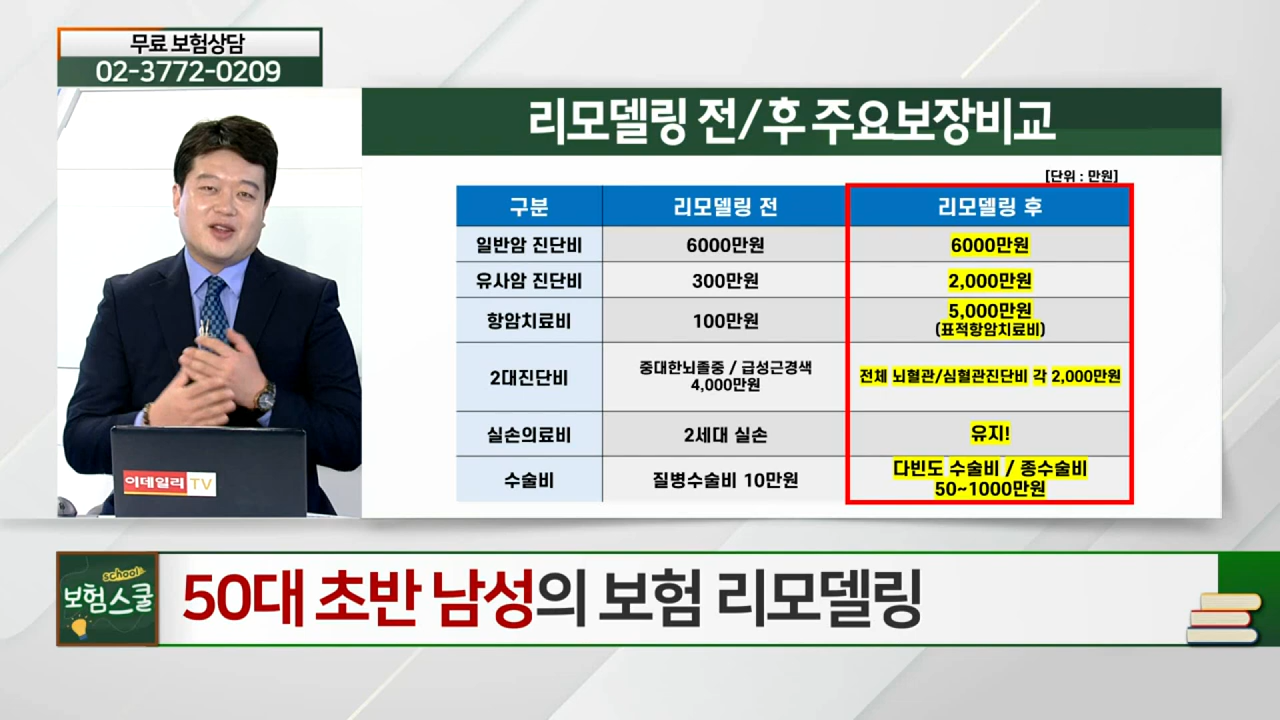 무료 보험상담
02-3772-0209
리모델링 전/후 주요보장비교
[단위 : 만원]
구분 리모델링 전 리모델링 후
일반암 진단비 6000만원 6000만원
유사암 진단비 300만원 2,000만원
항암치료비 100만원 5,000만원
(표적항암치료비)
2대진단비 중대한뇌졸중 / 급성근경색
4,000만원
전체 뇌혈관/심혈관진단비 각 2,000만원
실손의료비 2세대 실손 유지!
수술비 질병수술비 10만원 다빈도 수술비 / 종수술비
50~1000만원
이데일리 TV
school
보험스쿨
50대 초반 남성의 보험 리모델링